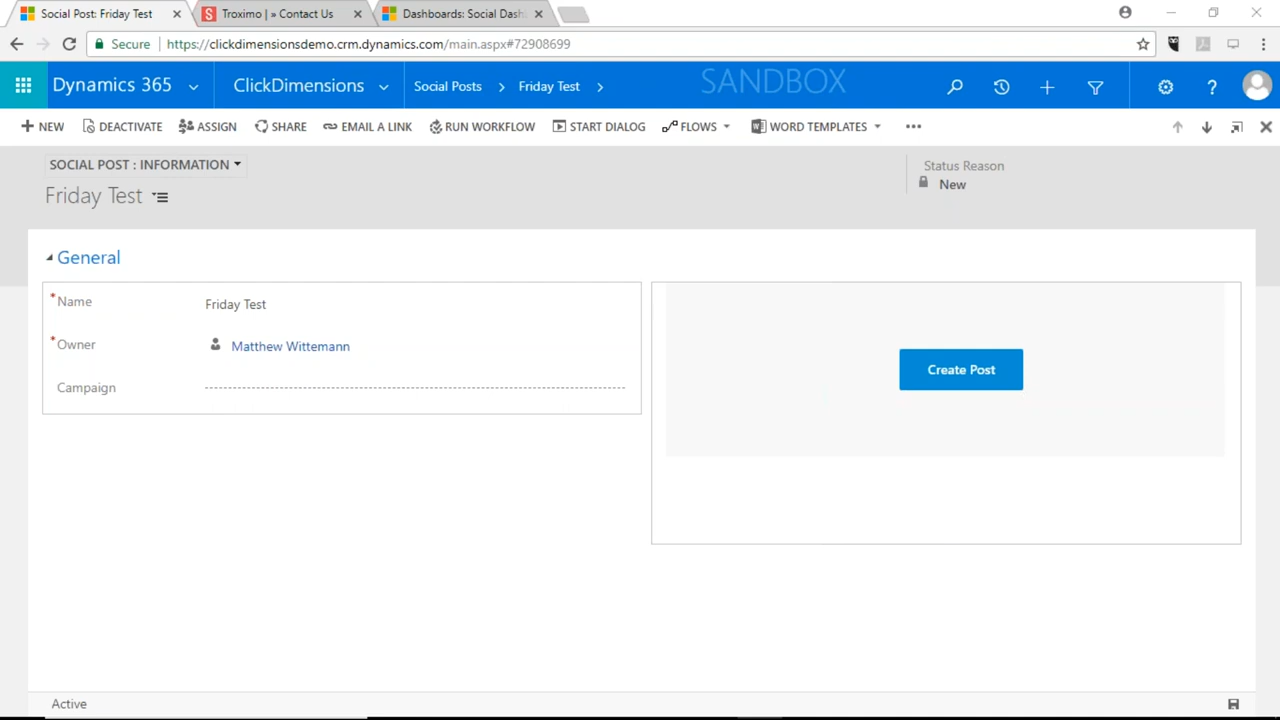 Social Post: Friday Test
Troximo | » Contact Us
Dashboards: Social Dash
Secure
https://clickdimensionsdemo.crm.dynamics.com/main.aspx#72908699
Dynamics 365
ClickDimensions
Social Posts
Friday Test
SANDBOX
?
NEW
DEACTIVATE
ASSIGN
SHARE
EMAIL A LINK
RUN WORKFLOW
START DIALOG
FLOWS
WORD TEMPLATES
SOCIAL POST : INFORMATION
Friday Test
Status Reason
New
General
* Name
Friday Test
* Owner
Matthew Wittemann
Campaign
Create Post
Active